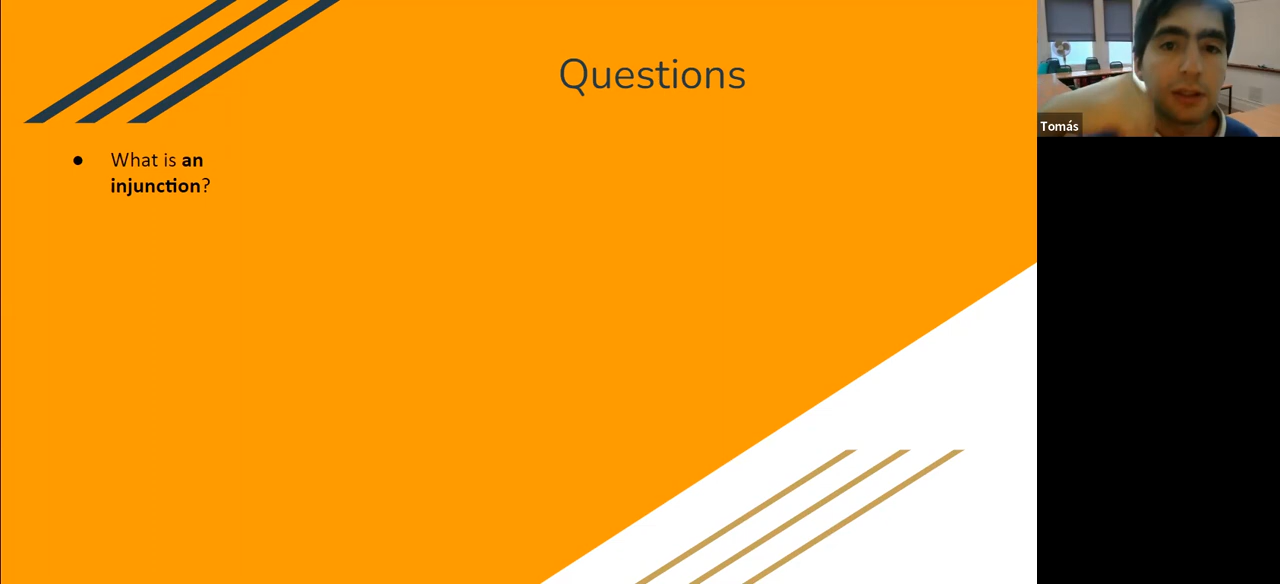 Questions
● What is an
injunction?
Tomás